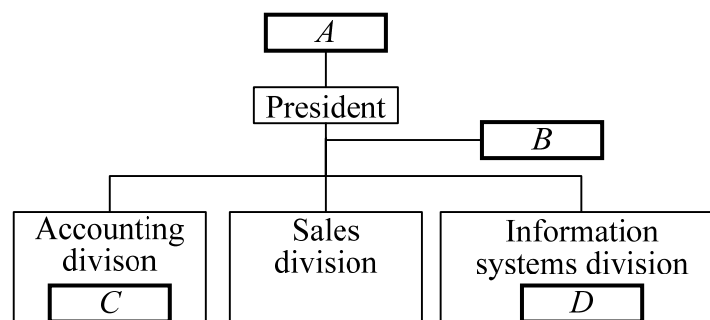 A
President
B
Accounting
divison
C
Sales
division
Information
systems division
D